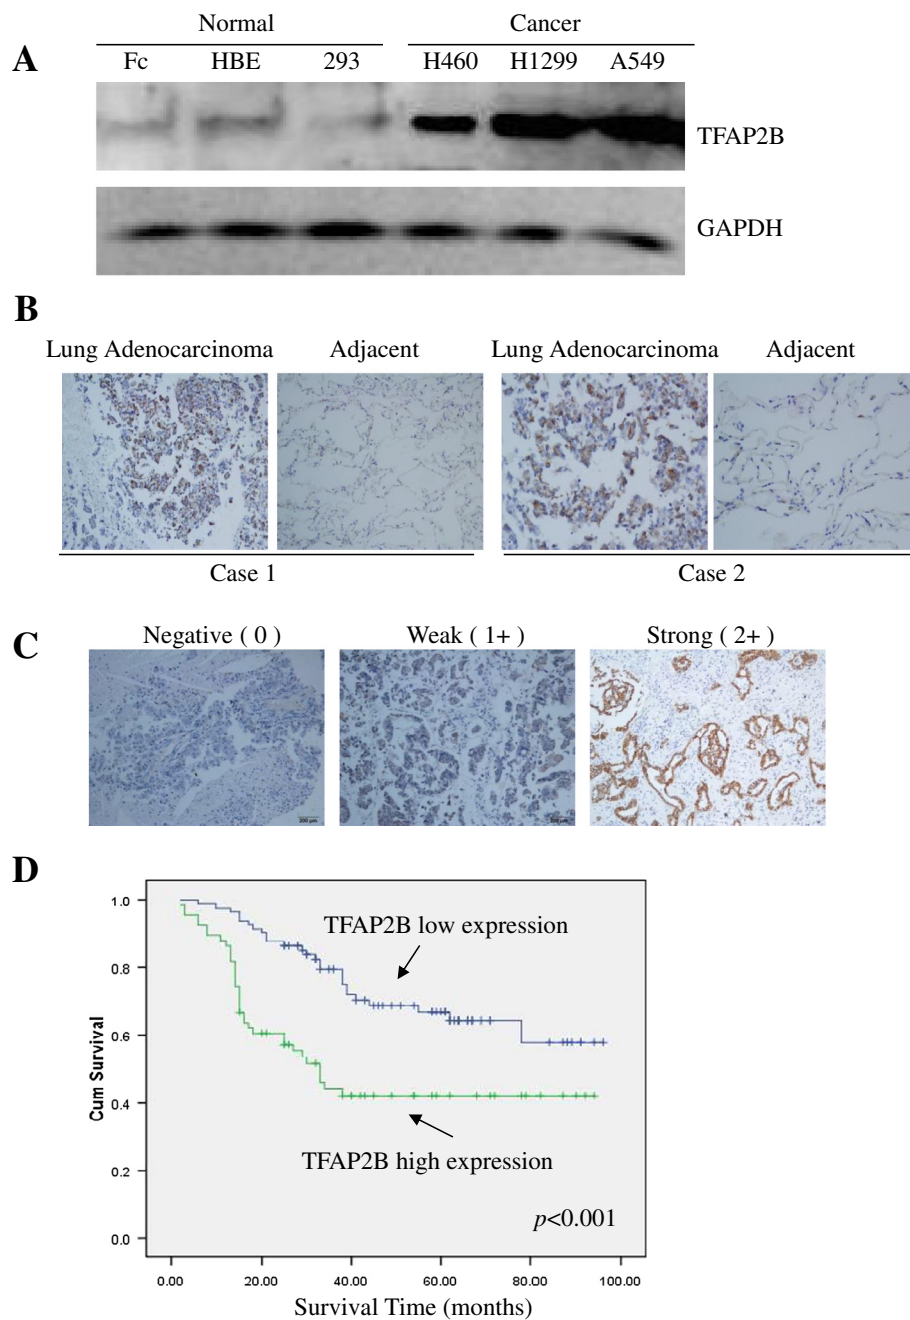 A
Normal Cancer
Fc HBE 293 H460 H1299 A549
TFAP2B
GAPDH
B
Lung Adenocarcinoma Adjacent Lung Adenocarcinoma Adjacent
Case 1 Case 2
C
Negative ( 0 ) Weak ( 1+ ) Strong ( 2+ )
200 μm
D
1.0
TFAP2B low expression
0.8
0.6
Cum Survival
0.4
TFAP2B high expression
0.2
p<0.001
0.0
0.00 20.00 40.00 60.00 80.00 100.00
Survival Time (months)